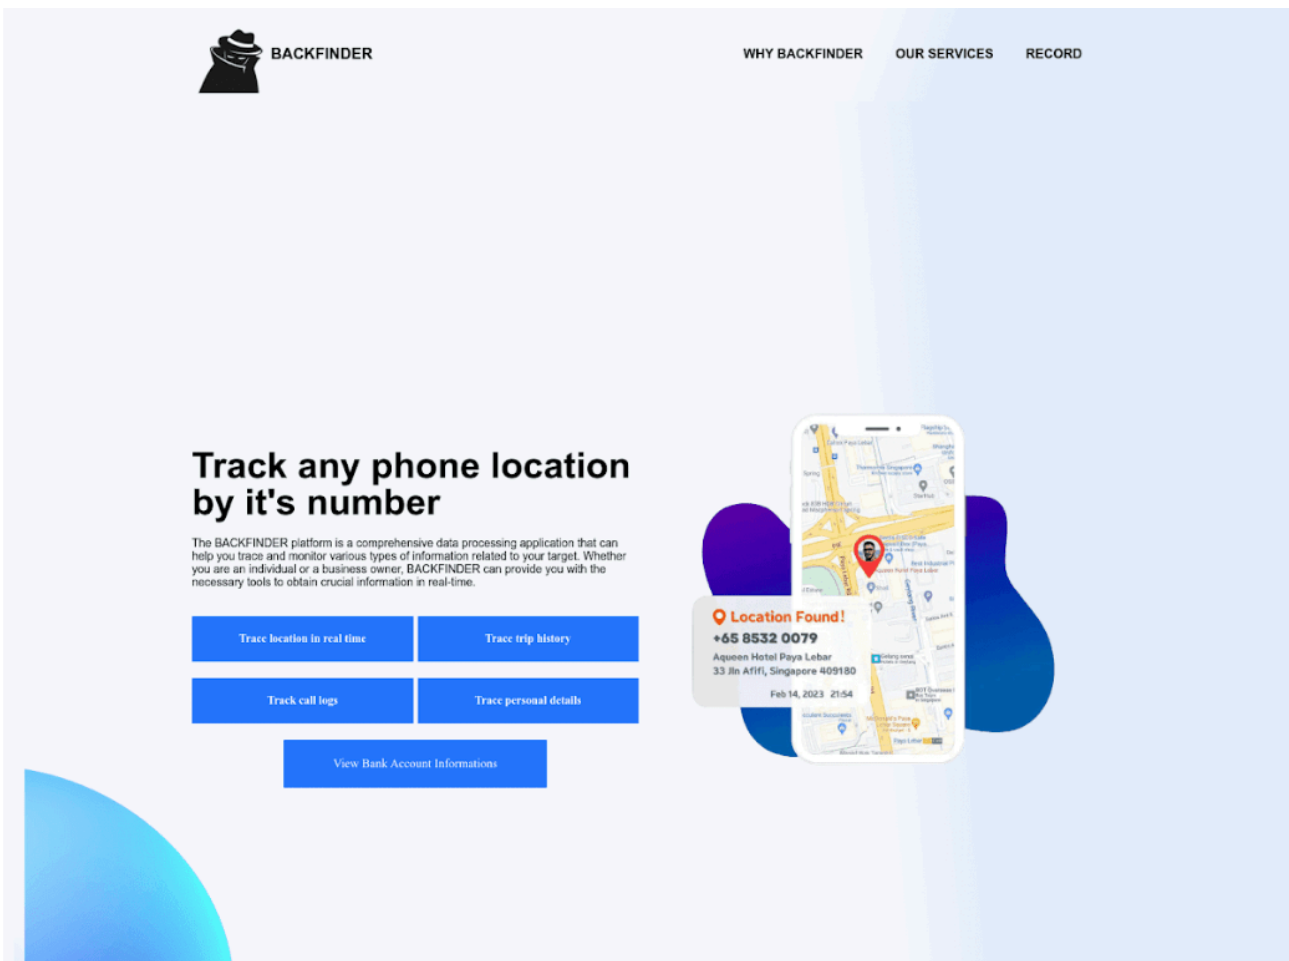 BACKFINDER
WHY BACKFINDER
OUR SERVICES
RECORD
Track any phone location
by it's number
The BACKFINDER platform is a comprehensive data processing application that can
help you trace and monitor various types of information related to your target. Whether
you are an individual or a business owner, BACKFINDER can provide you with the
necessary tools to obtain crucial information in real-time.
Trace location in real time
Trace trip history
Track call logs
Trace personal details
View Bank Account Informations
Location Found!
+65 8532 0079
Aqueen Hotel Paya Lebar
33 Jln Afifi, Singapore 409180
Feb 14, 2023 21:54